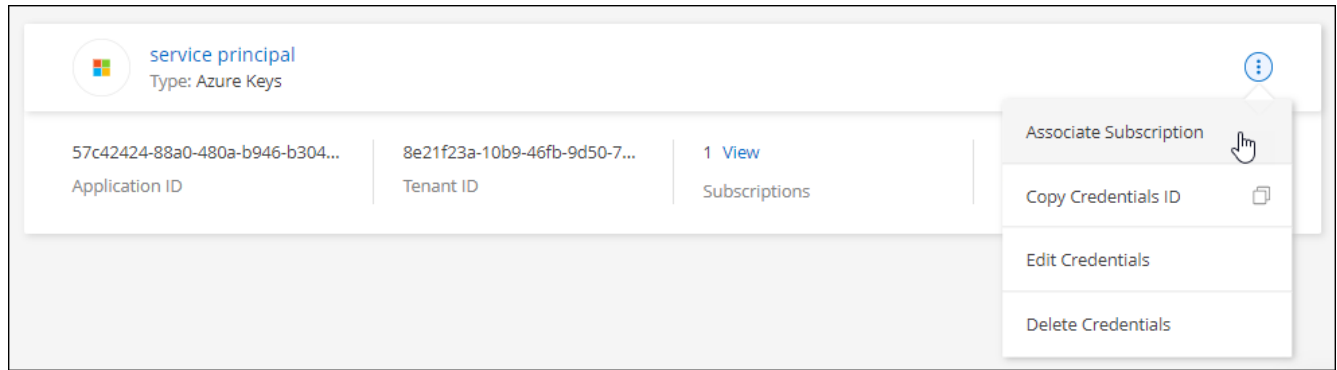 service principal
Type: Azure Keys
57c42424-88a0-480a-b946-b304...
Application ID
8e21f23a-10b9-46fb-9d50-7...
Tenant ID
1 View
Subscriptions
Associate Subscription
Copy Credentials ID
Edit Credentials
Delete Credentials